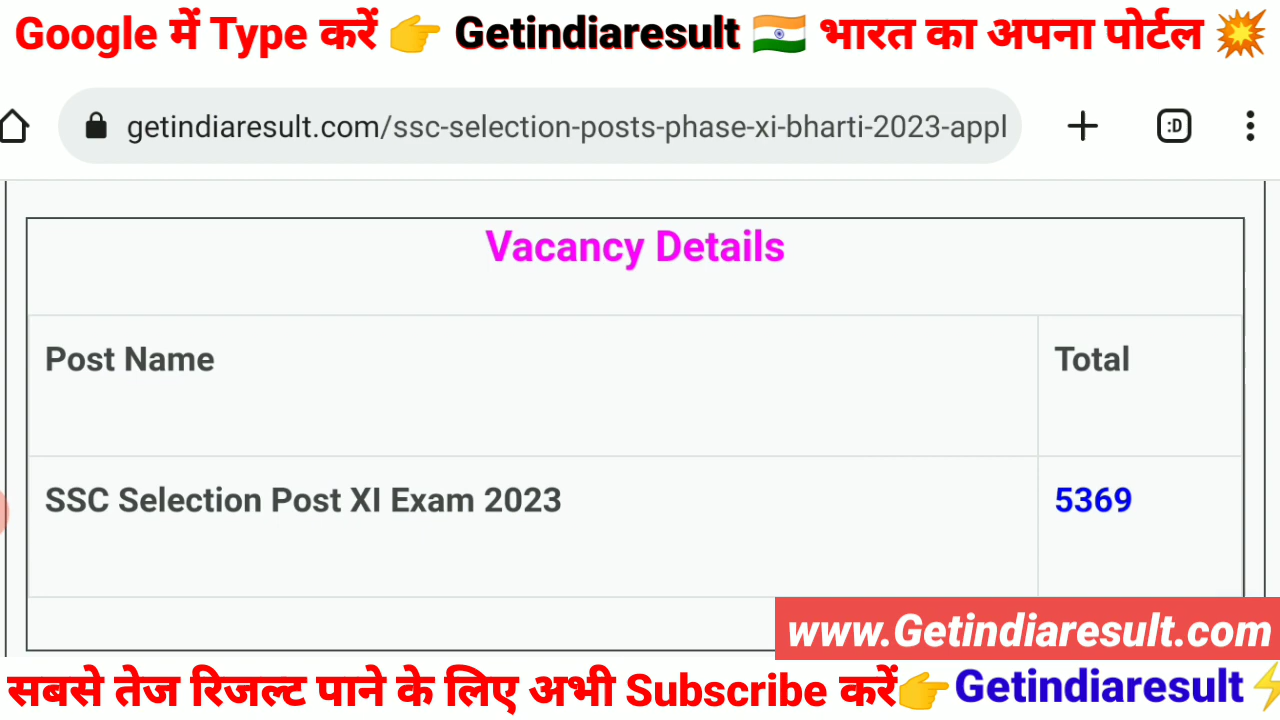 Google में Type करें 👉 Getindiaresult 🇮🇳 भारत का अपना पोर्टल 💥
getindiaresult.com/ssc-selection-posts-phase-xi-bharti-2023-appl
:D
Vacancy Details
Post Name Total
SSC Selection Post XI Exam 2023 5369
www.Getindiaresult.com
सबसे तेज रिजल्ट पाने के लिए अभी Subscribe करें👉Getindiaresult⚡